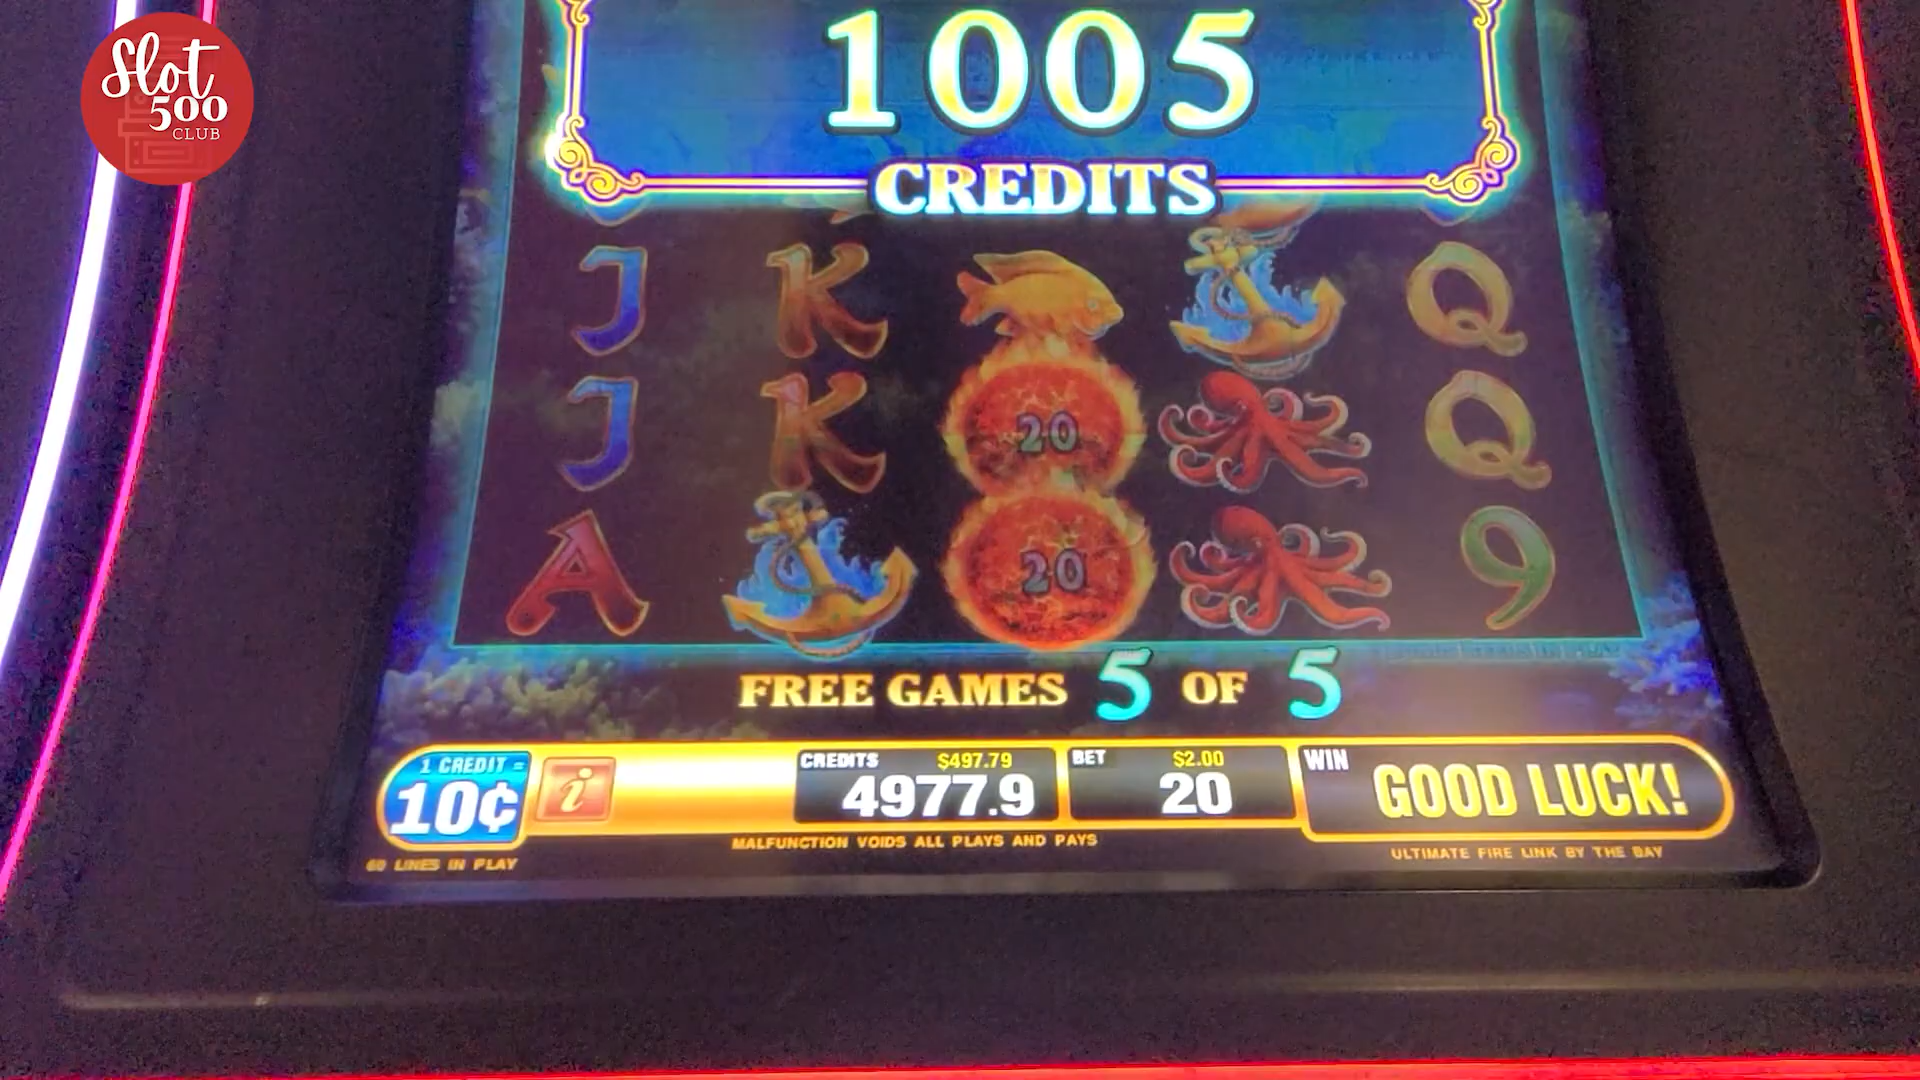 Slot
500
CLUB
1005
CREDITS
J K Q
J K 20 Q
A 20 9
FREE GAMES 5 OF 5
1 CREDIT =
10¢
i
CREDITS $497.79
4977.9
BET $2.00
20
WIN
GOOD LUCK!
60 LINES IN PLAY
MALFUNCTION VOIDS ALL PLAYS AND PAYS
ULTIMATE FIRE LINK BY THE BAY